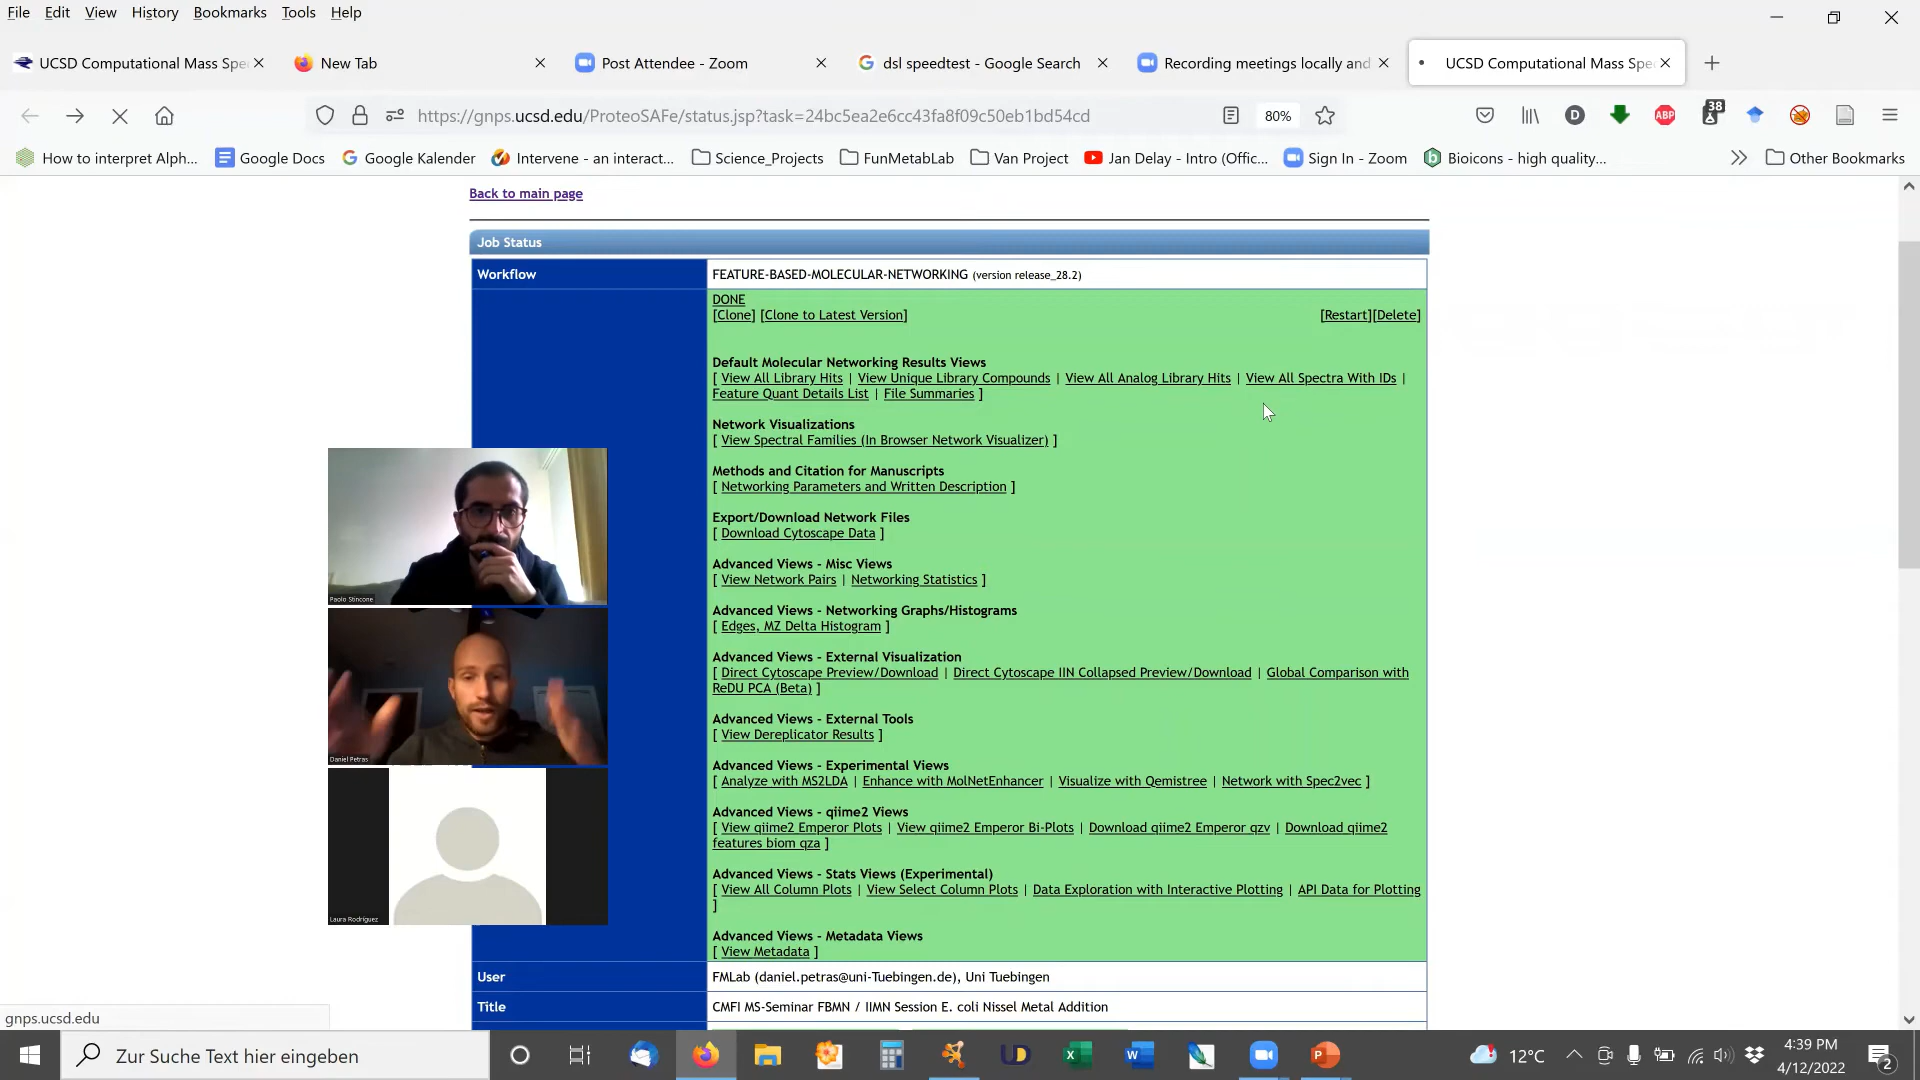 File Edit View History Bookmarks Tools Help
UCSD Computational Mass Spe
New Tab
Post Attendee - Zoom
dsl speedtest - Google Search
Recording meetings locally and
UCSD Computational Mass Spe
https://gnps.ucsd.edu/ProteoSAFe/status.jsp?task=24bc5ea2e6cc43fa8f09c50eb1bd54cd
80%
D
ABP
38
How to interpret Alph...
Google Docs
Google Kalender
Intervene - an interact...
Science_Projects
FunMetabLab
Van Project
Jan Delay - Intro (Offic...
Sign In - Zoom
Bioicons - high quality...
Other Bookmarks
Back to main page
Job Status
Workflow
FEATURE-BASED-MOLECULAR-NETWORKING (version release_28.2)
DONE
[Clone] [Clone to Latest Version]
[Restart][Delete]
Default Molecular Networking Results Views
[ View All Library Hits | View Unique Library Compounds | View All Analog Library Hits | View All Spectra With IDs |
Feature Quant Details List | File Summaries ]
Network Visualizations
[ View Spectral Families (In Browser Network Visualizer) ]
Methods and Citation for Manuscripts
[ Networking Parameters and Written Description ]
Export/Download Network Files
[ Download Cytoscape Data ]
Advanced Views - Misc Views
[ View Network Pairs | Networking Statistics ]
Advanced Views - Networking Graphs/Histograms
[ Edges, MZ Delta Histogram ]
Advanced Views - External Visualization
[ Direct Cytoscape Preview/Download | Direct Cytoscape IIN Collapsed Preview/Download | Global Comparison with
ReDU PCA (Beta) ]
Advanced Views - External Tools
[ View Dereplicator Results ]
Advanced Views - Experimental Views
[ Analyze with MS2LDA | Enhance with MolNetEnhancer | Visualize with Qemistree | Network with Spec2vec ]
Advanced Views - qiime2 Views
[ View qiime2 Emperor Plots | View qiime2 Emperor Bi-Plots | Download qiime2 Emperor qzv | Download qiime2
features biom qza ]
Advanced Views - Stats Views (Experimental)
[ View All Column Plots | View Select Column Plots | Data Exploration with Interactive Plotting | API Data for Plotting
]
Advanced Views - Metadata Views
[ View Metadata ]
User
FMLab (daniel.petras@uni-Tuebingen.de), Uni Tuebingen
Title
CMFI MS-Seminar FBMN / IIMN Session E. coli Nissel Metal Addition
Paolo Stincone
Daniel Petras
Laura Rodríguez
gnps.ucsd.edu
Zur Suche Text hier eingeben
12°C
4:39 PM
4/12/2022
2